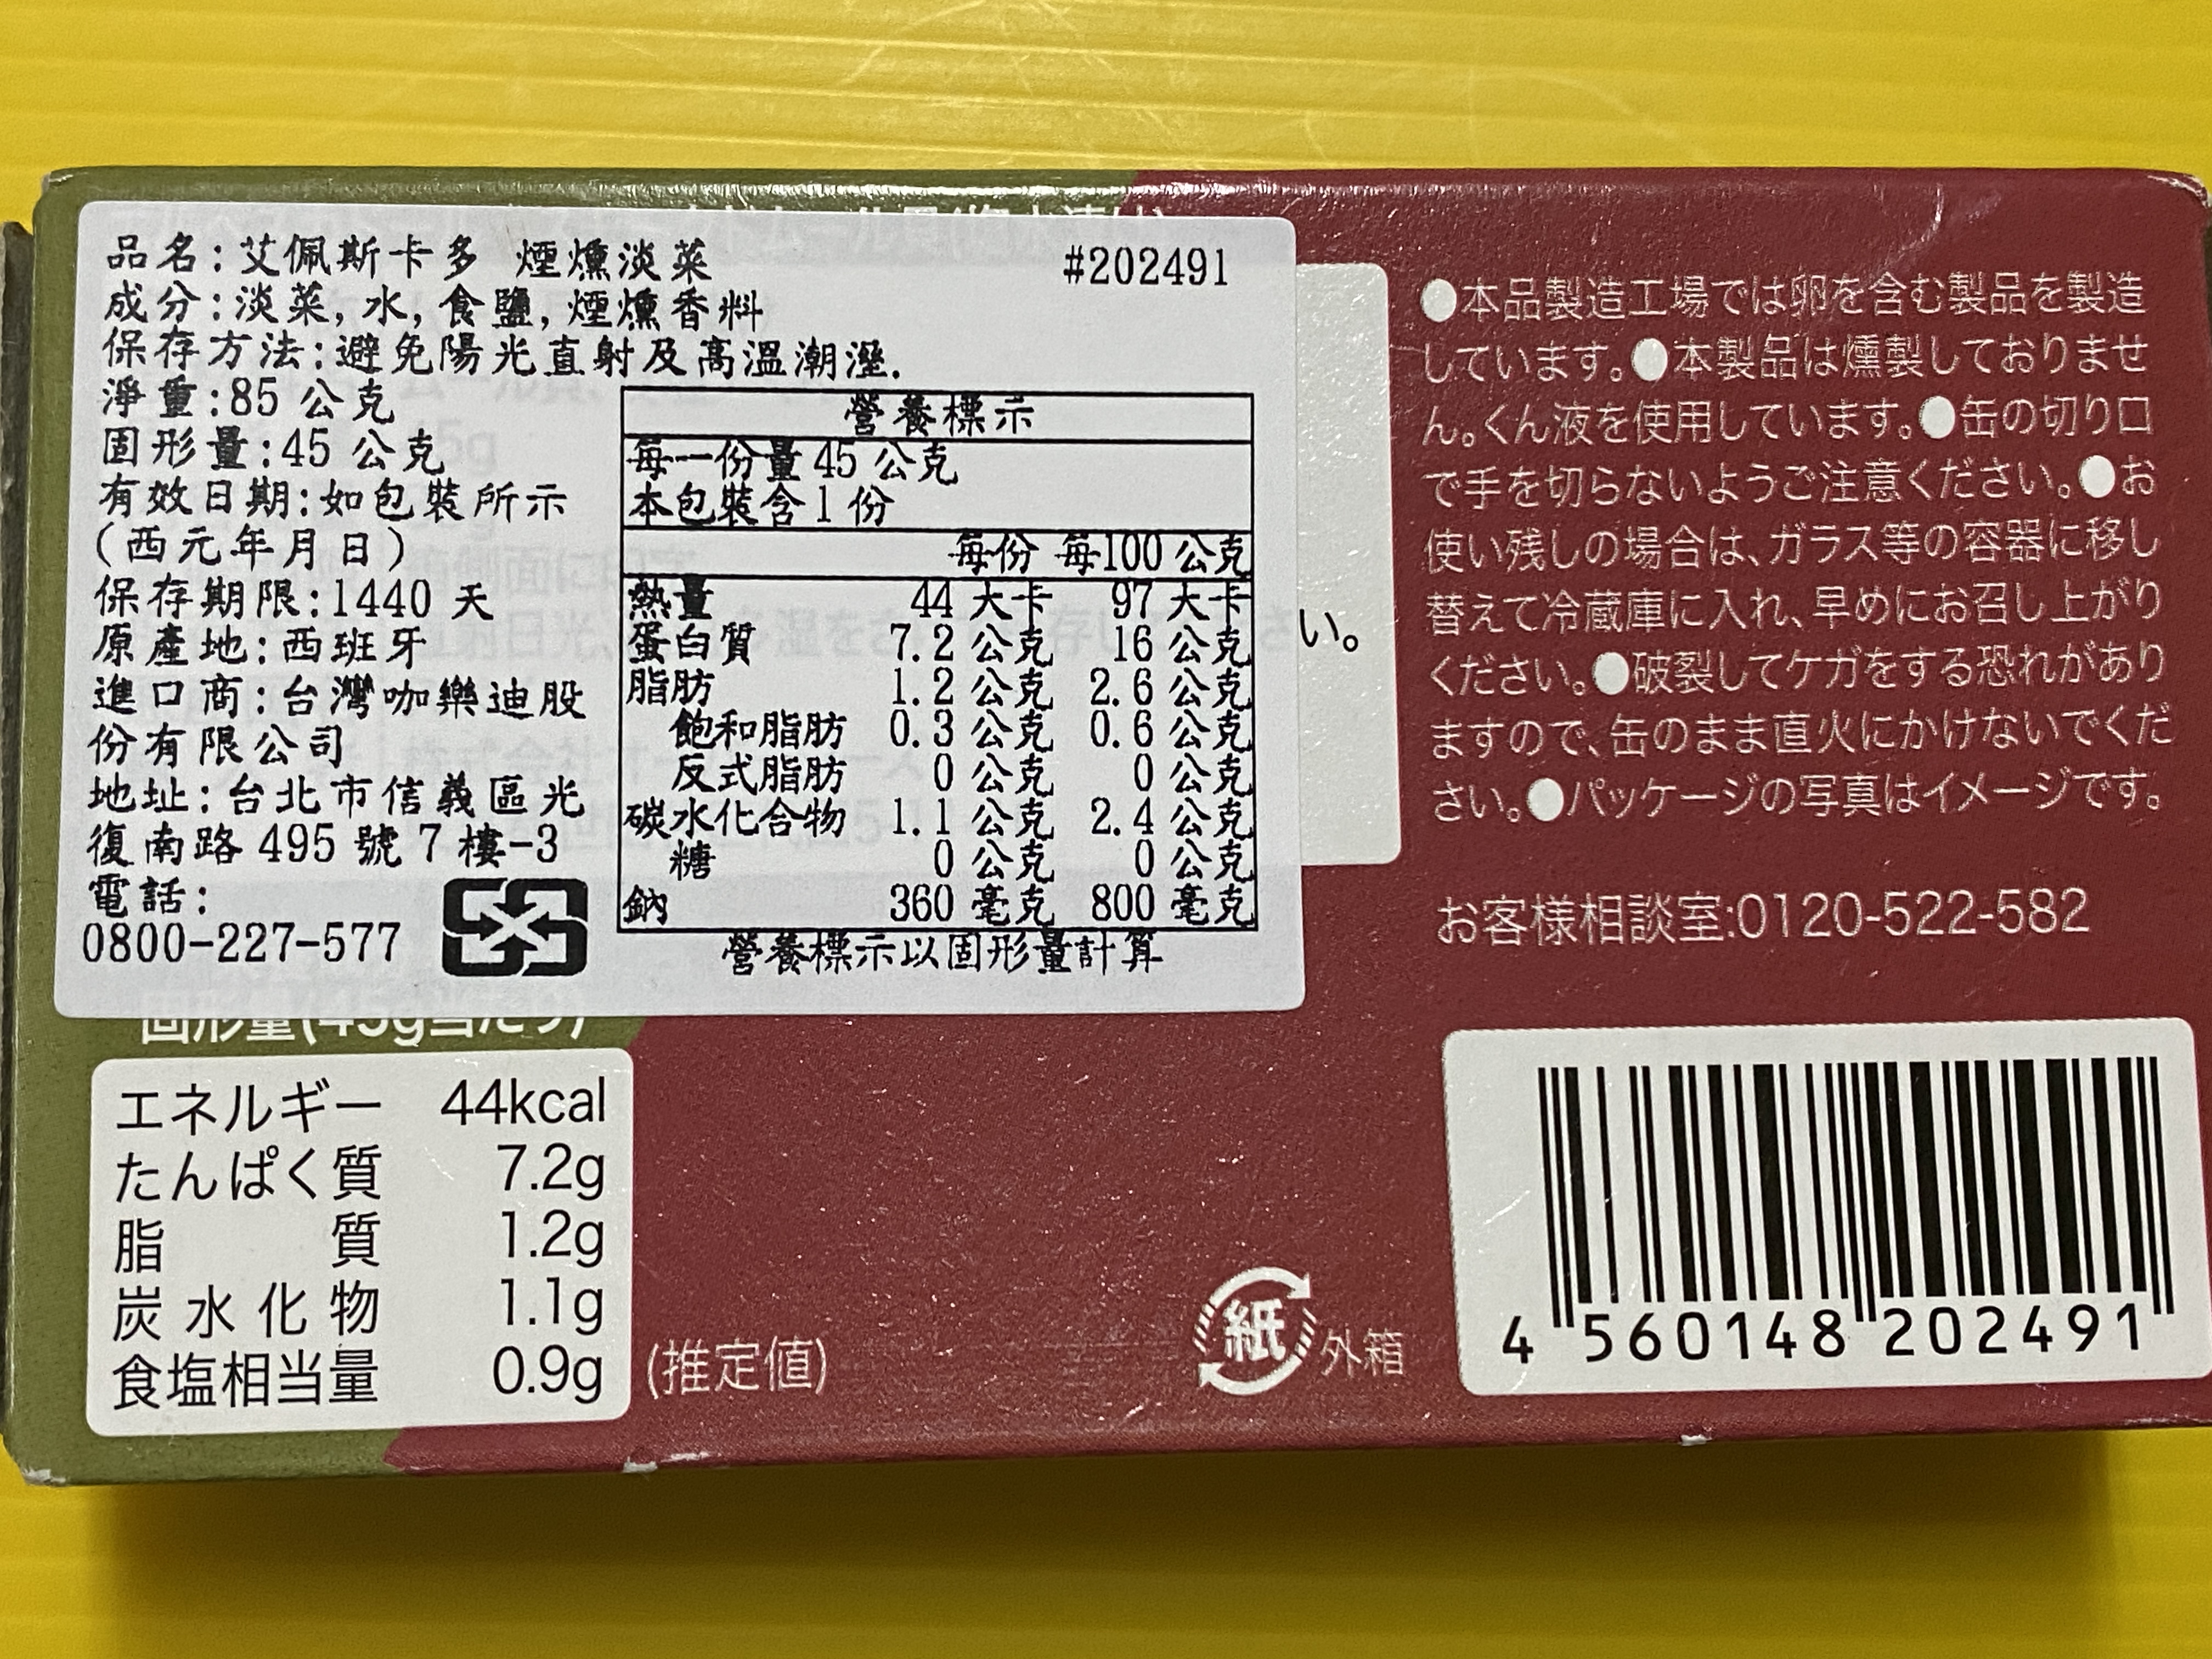 品名:艾佩斯卡多 煙燻淡菜 #202491
成分:淡菜,水,食鹽,煙燻香料
保存方法:避免陽光直射及高溫潮溼.
淨重:85 公克
固形量:45 公克
有效日期:如包裝所示
(西元年月日)
保存期限:1440 天
原產地:西班牙
進口商:台灣咖樂迪股
份有限公司
地址:台北市信義區光
復南路 495 號 7 樓-3
電話:
0800-227-577
營養標示
每一份量 45 公克
本包裝含 1 份
每份 每100 公克
熱量 44 大卡 97 大卡
蛋白質 7.2 公克 16 公克
脂肪 1.2 公克 2.6 公克
飽和脂肪 0.3 公克 0.6 公克
反式脂肪 0 公克 0 公克
碳水化合物 1.1 公克 2.4 公克
糖 0 公克 0 公克
鈉 360 毫克 800 毫克
營養標示以固形量計算
い。
固形量(45g当たり)
エネルギー 44kcal
たんぱく質 7.2g
脂質 1.2g
炭水化物 1.1g
食塩相当量 0.9g
(推定値)
●本品製造工場では卵を含む製品を製造
しています。●本製品は燻製しておりませ
ん。くん液を使用しています。●缶の切り口
で手を切らないようご注意ください。●お
使い残しの場合は、ガラス等の容器に移し
替えて冷蔵庫に入れ、早めにお召し上がり
ください。●破裂してケガをする恐れがあり
ますので、缶のまま直火にかけないでくだ
さい。●パッケージの写真はイメージです。
お客様相談室:0120-522-582
紙 外箱
4 560148 202491